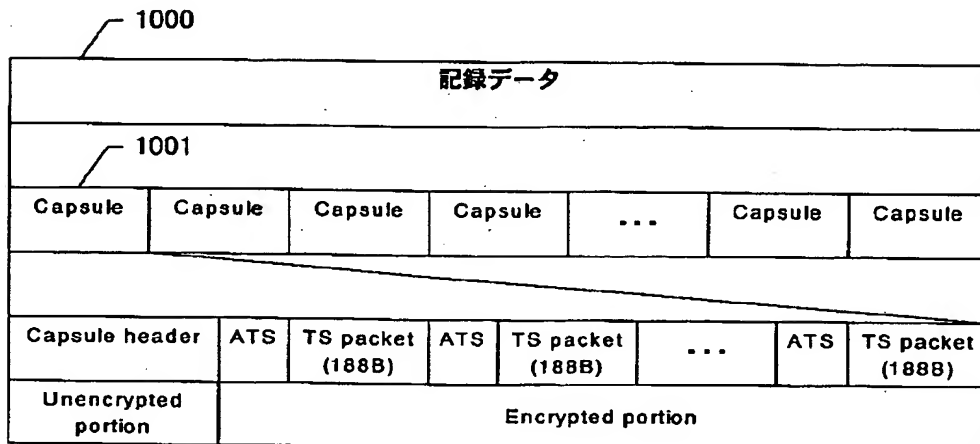 1000
記録データ
1001
Capsule Capsule Capsule Capsule ... Capsule Capsule
Capsule header ATS TS packet (188B) ATS TS packet (188B) ... ATS TS packet (188B)
Unencrypted portion Encrypted portion